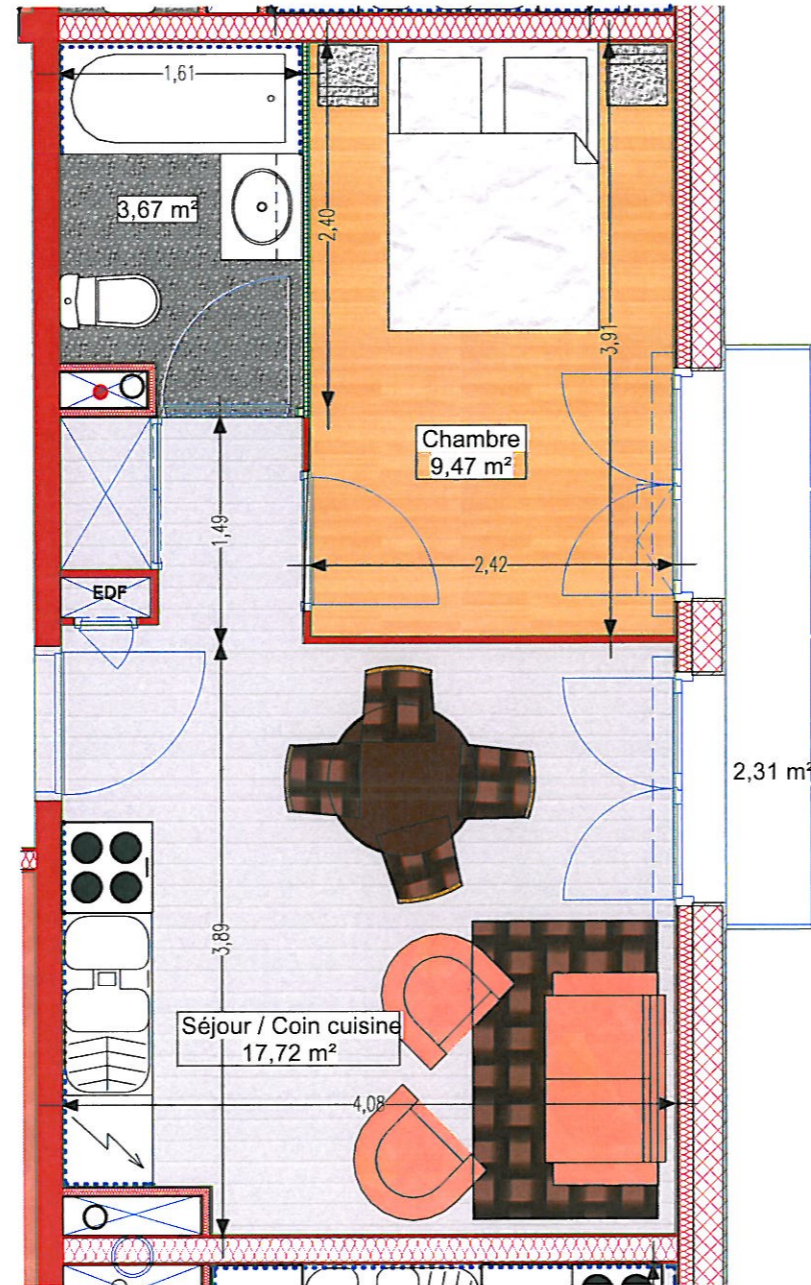 1,61
3,67 m²
2,40
3,91
Chambre
9,47 m²
1,49
2,42
EDF
2,31 m²
3,89
Séjour / Coin cuisine
17,72 m²
4,08